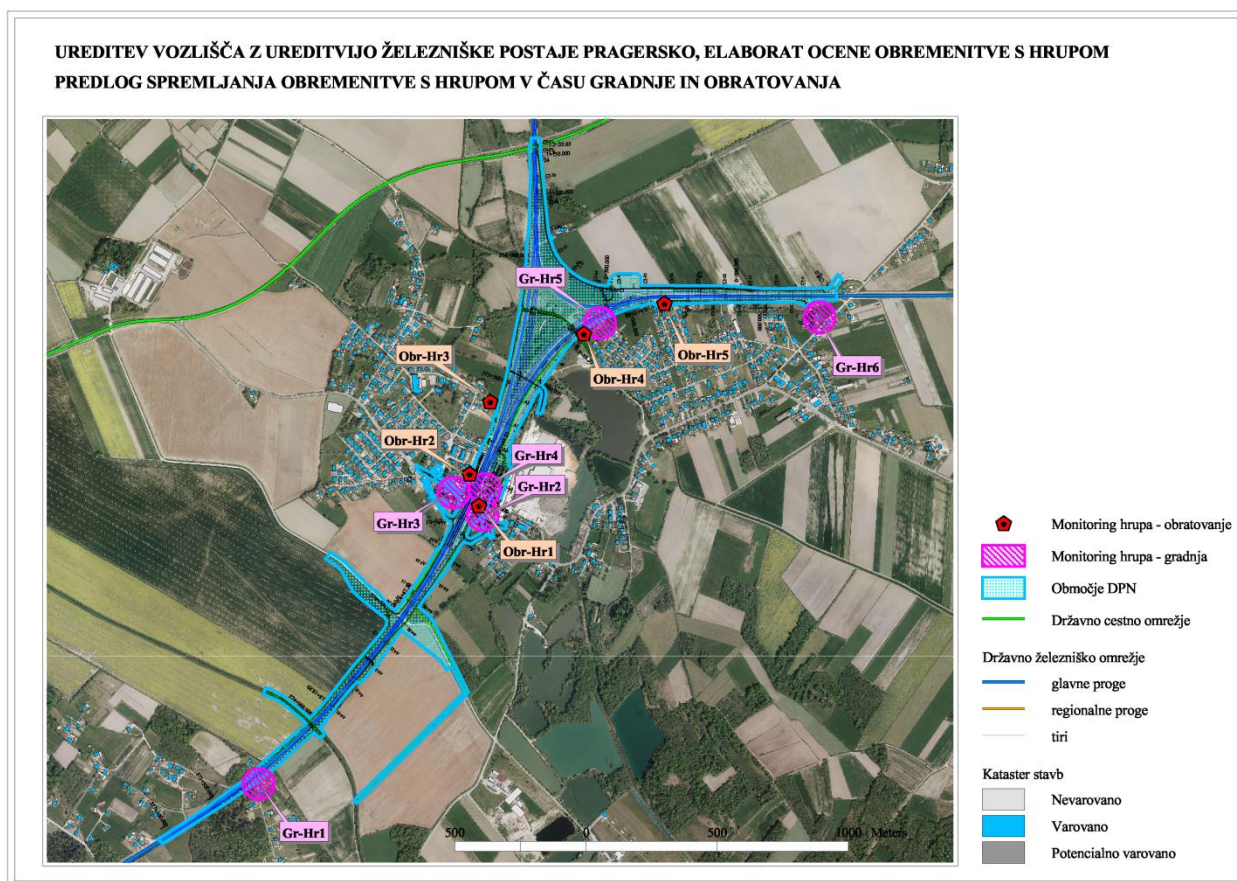 UREDITEV VOZLIŠČA Z UREDITVIJO ŽELEZNIŠKE POSTAJE PRAGERSKO, ELABORAT OCENE OBREMENITVE S HRUPOM
PREDLOG SPREMLJANJA OBREMENITVE S HRUPOM V ČASU GRADNJE IN OBRATOVANJA
Gr-Hr5
Obr-Hr3
Obr-Hr5
Obr-Hr4
Gr-Hr6
Obr-Hr2
Gr-Hr4
Gr-Hr2
Gr-Hr3
Obr-Hr1
Gr-Hr1
500 0 500 1000 Meters
Monitoring hrupa - obratovanje
Monitoring hrupa - gradnja
Območje DPN
Državno cestno omrežje
Državno železniško omrežje
glavne proge
regionalne proge
tiri
Kataster stavb
Nevarovano
Varovano
Potencialno varovano